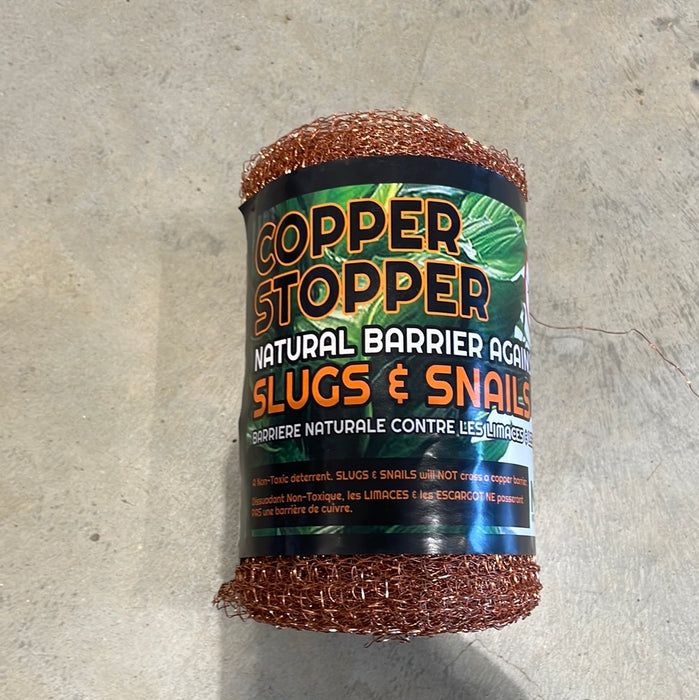 COPPER
STOPPER
NATURAL BARRIER
SLUGS & SNAILS
BARRIERE NATURALE CONTRE LES LIMACES
A Non-Toxic deterrent. SLUGS & SNAILS will NOT cross a copper barrier.
Dissuadant Non-Toxique, les LIMACES & les ESCARGOT NE passeront
PAS une barrière de cuivre.